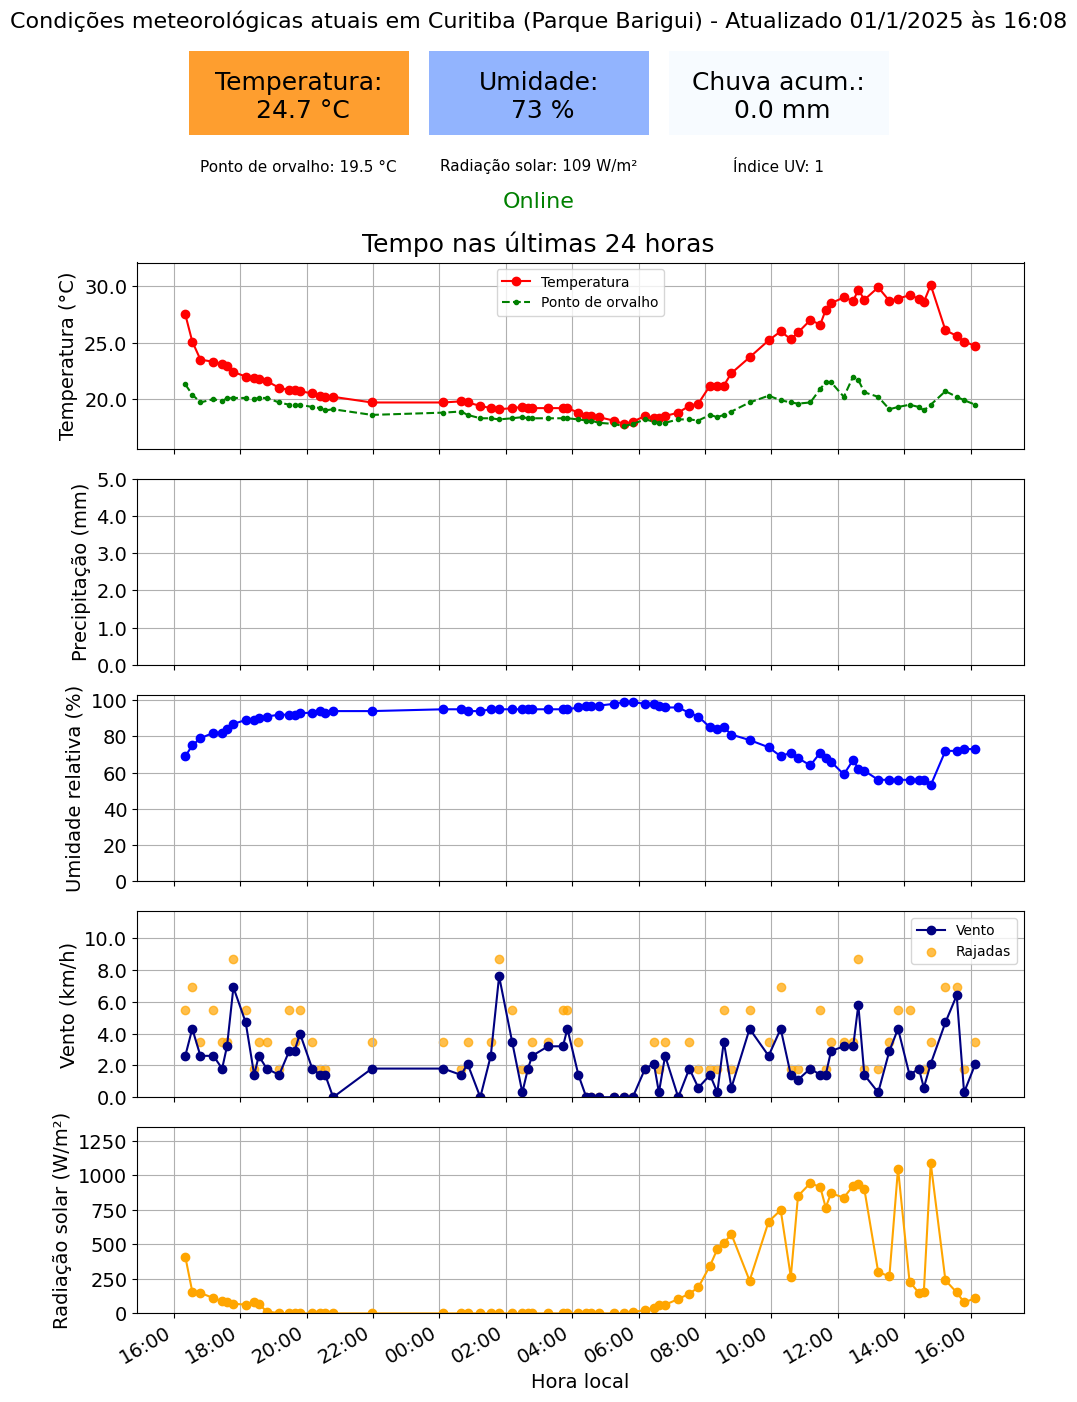 Condições meteorológicas atuais em Curitiba (Parque Barigui) - Atualizado 01/1/2025 às 16:08
Temperatura:
24.7 °C
Umidade:
73 %
Chuva acum.:
0.0 mm
Ponto de orvalho: 19.5 °C
Radiação solar: 109 W/m²
Índice UV: 1
Online
Tempo nas últimas 24 horas
Temperatura (°C)
30.0
25.0
20.0
Temperatura
Ponto de orvalho
Precipitação (mm)
5.0
4.0
3.0
2.0
1.0
0.0
Umidade relativa (%)
100
80
60
40
20
0
Vento (km/h)
10.0
8.0
6.0
4.0
2.0
0.0
Vento
Rajadas
Radiação solar (W/m²)
1250
1000
750
500
250
0
16:00
18:00
20:00
22:00
00:00
02:00
04:00
06:00
08:00
10:00
12:00
14:00
16:00
Hora local